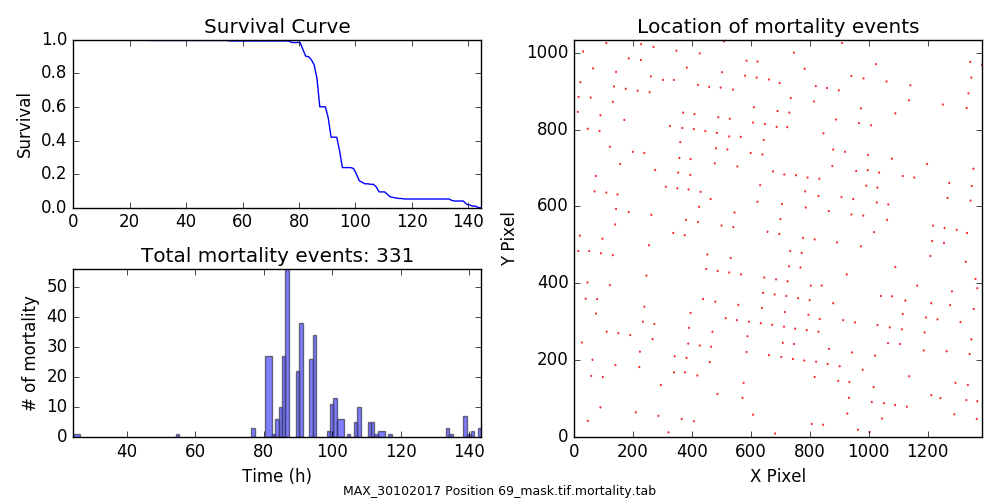 Survival Curve
1.0
0.8
0.6
0.4
0.2
0.0
Survival
0 20 40 60 80 100 120 140
Total mortality events: 331
50
40
30
20
10
0
# of mortality
40 60 80 100 120 140
Time (h)
Location of mortality events
1000
800
600
400
200
0
Y Pixel
0 200 400 600 800 1000 1200
X Pixel
MAX_30102017 Position 69_mask.tif.mortality.tab